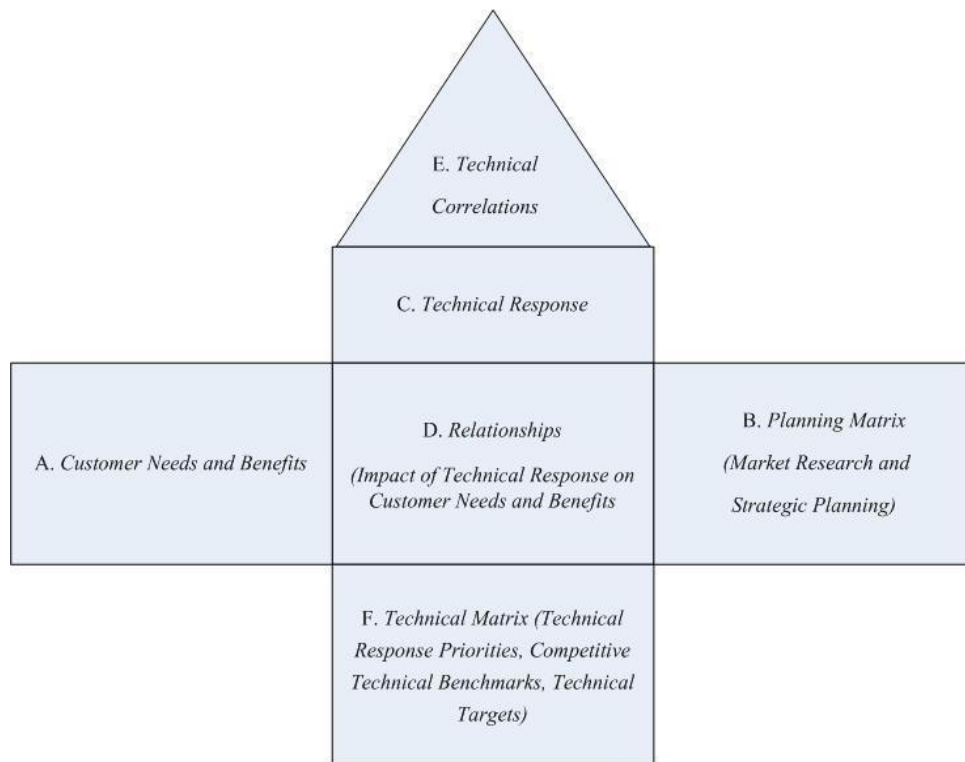 E. Technical
Correlations
C. Technical Response
A. Customer Needs and Benefits
D. Relationships
(Impact of Technical Response on
Customer Needs and Benefits
B. Planning Matrix
(Market Research and
Strategic Planning)
F. Technical Matrix (Technical
Response Priorities, Competitive
Technical Benchmarks, Technical
Targets)